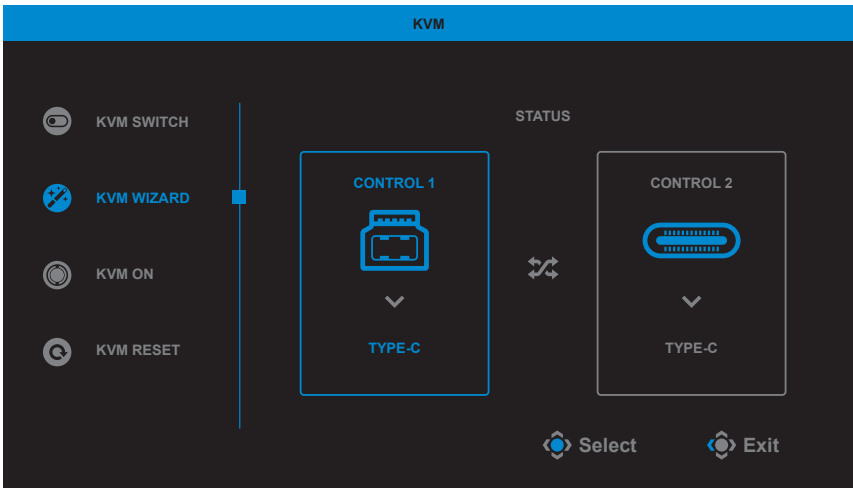 KVM
KVM SWITCH
KVM WIZARD
KVM ON
KVM RESET
STATUS
CONTROL 1
TYPE-C
CONTROL 2
TYPE-C
Select
Exit